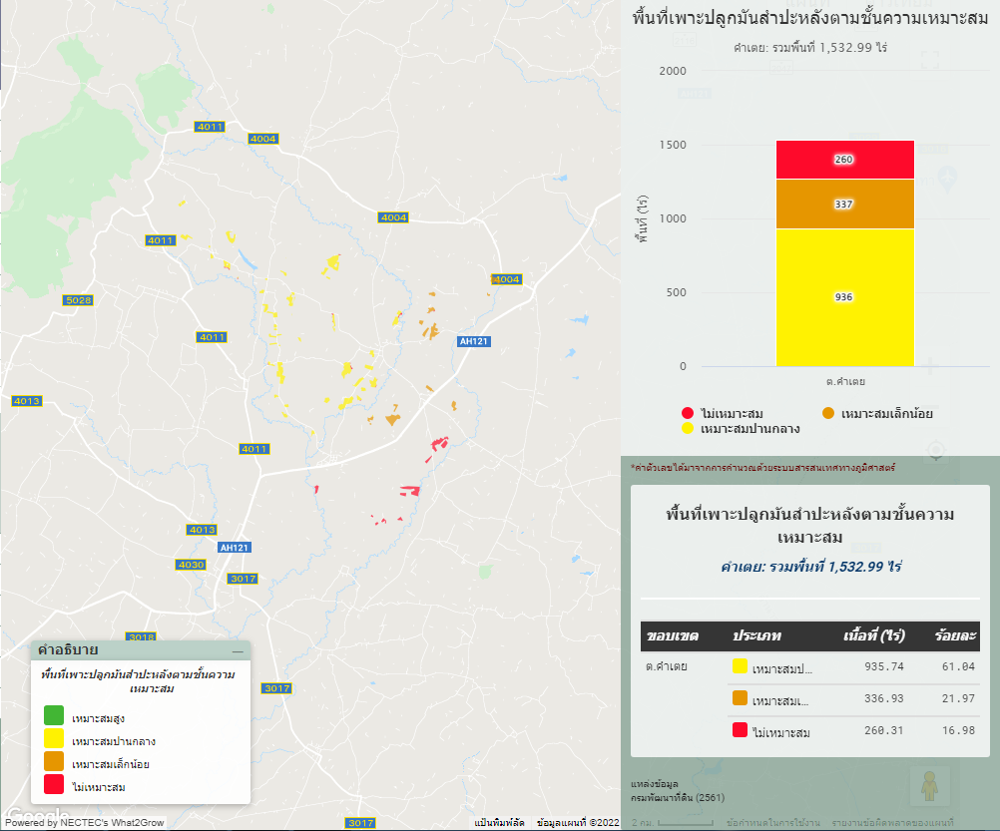 4011
4004
4004
4011
4004
5028
4011
AH121
4013
4011
4013
AH121
4030
3017
3018
คำอธิบาย
พื้นที่เพาะปลูกมันสำปะหลังตามชั้นความ
เหมาะสม
เหมาะสมสูง
เหมาะสมปานกลาง
เหมาะสมเล็กน้อย
ไม่เหมาะสม
3017
3017
Google
Powered by NECTEC's What2Grow
แป้นพิมพ์ลัด ข้อมูลแผนที่ ©2022
พื้นที่เพาะปลูกมันสำปะหลังตามชั้นความเหมาะสม
คำเตย: รวมพื้นที่ 1,532.99 ไร่
2000
1500
1000
500
0
พื้นที่ (ไร่)
260
337
936
ต.คำเตย
ไม่เหมาะสม เหมาะสมเล็กน้อย
เหมาะสมปานกลาง
*ค่าตัวเลขได้มาจากการคำนวณด้วยระบบสารสนเทศทางภูมิศาสตร์
พื้นที่เพาะปลูกมันสำปะหลังตามชั้นความ
เหมาะสม
คำเตย: รวมพื้นที่ 1,532.99 ไร่
ขอบเขต ประเภท เนื้อที่ (ไร่) ร้อยละ
ต.คำเตย เหมาะสมป... 935.74 61.04
เหมาะสมเ... 336.93 21.97
ไม่เหมาะสม 260.31 16.98
แหล่งข้อมูล
กรมพัฒนาที่ดิน (2561)
2 กม. ข้อกำหนดในการใช้งาน รายงานข้อผิดพลาดของแผนที่